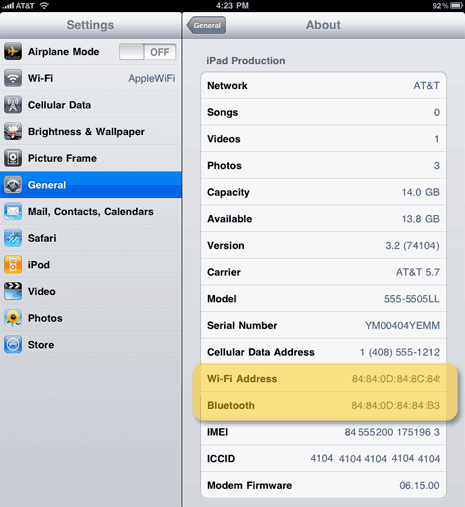 AT&T 4:23 PM 92%
Settings
Airplane Mode OFF
Wi-Fi AppleWiFi
Cellular Data
Brightness & Wallpaper
Picture Frame
General
Mail, Contacts, Calendars
Safari
iPod
Video
Photos
Store
General About
iPad Production
Network AT&T
Songs 0
Videos 1
Photos 3
Capacity 14.0 GB
Available 13.8 GB
Version 3.2 (74104)
Carrier AT&T 5.7
Model 555-5505LL
Serial Number YM00404YEMM
Cellular Data Address 1 (408) 555-1212
Wi-Fi Address 84:84:0D:84:8C:84
Bluetooth 84:84:0D:84:84:B3
IMEI 84 555200 175196 3
ICCID 4104 4104 4104 4104 4104
Modem Firmware 06.15.00